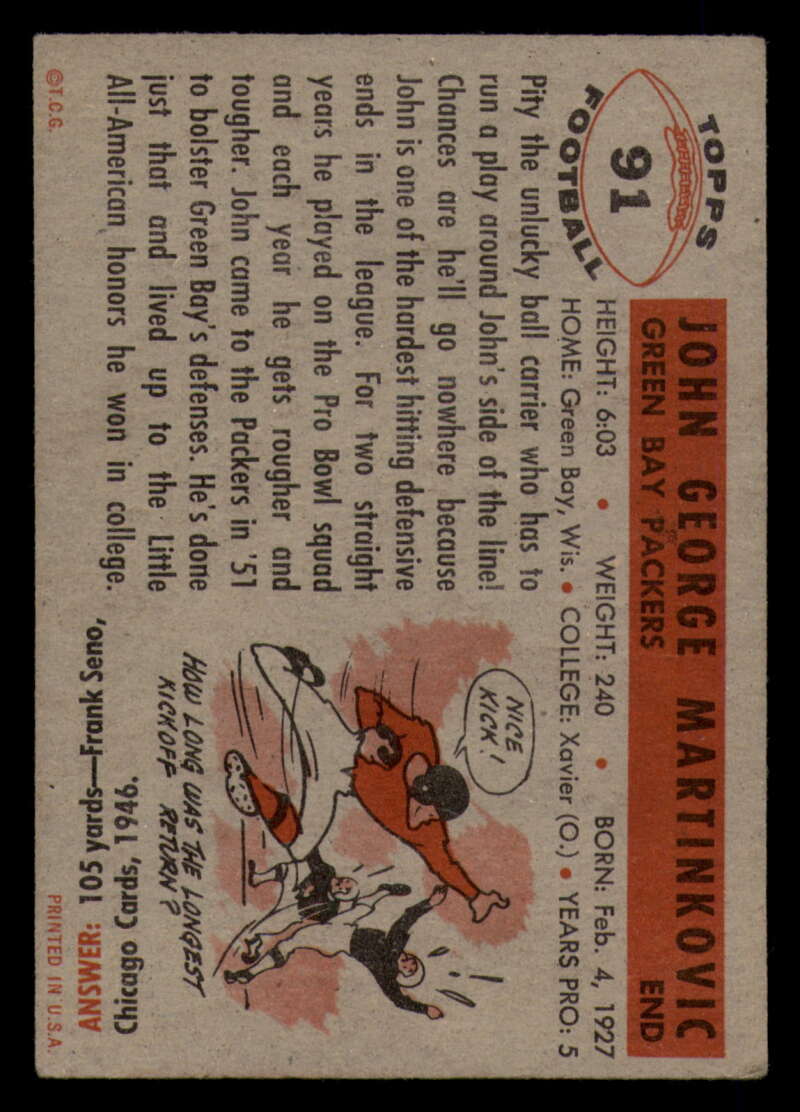 TOPPS
91
FOOTBALL
JOHN GEORGE MARTINKOVIC
GREEN BAY PACKERS END
HEIGHT: 6:03 • WEIGHT: 240 • BORN: Feb. 4, 1927
HOME: Green Bay, Wis. • COLLEGE: Xavier (O.) • YEARS PRO: 5
Pity the unlucky ball carrier who has to
run a play around John's side of the line!
Chances are he'll go nowhere because
John is one of the hardest hitting defensive
ends in the league. For two straight
years he played on the Pro Bowl squad
and each year he gets rougher and
tougher. John came to the Packers in '51
to bolster Green Bay's defenses. He's done
just that and lived up to the Little
All-American honors he won in college.
NICE
KICK!
HOW LONG WAS THE LONGEST
KICKOFF RETURN?
ANSWER: 105 yards—Frank Seno,
Chicago Cards, 1946.
©T.C.G.
PRINTED IN U.S.A.